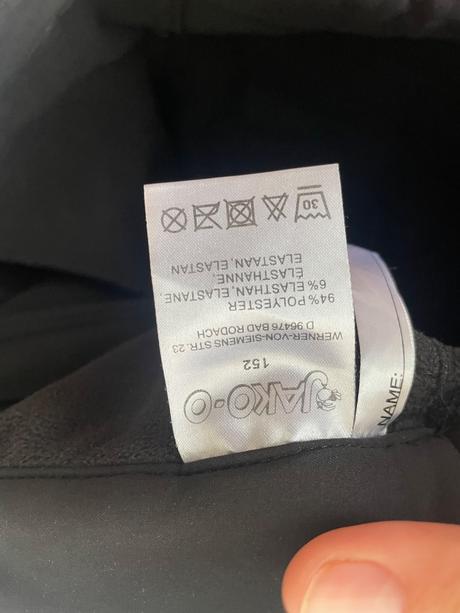 JAKO-O
152
WERNER-VON-SIEMENS STR. 23
D 96476 BAD RODACH
94% POLYESTER
6% ELASTHAN, ELASTANE,
ELASTHANNE,
ELASTAAN, ELASTAN
30
NAME: